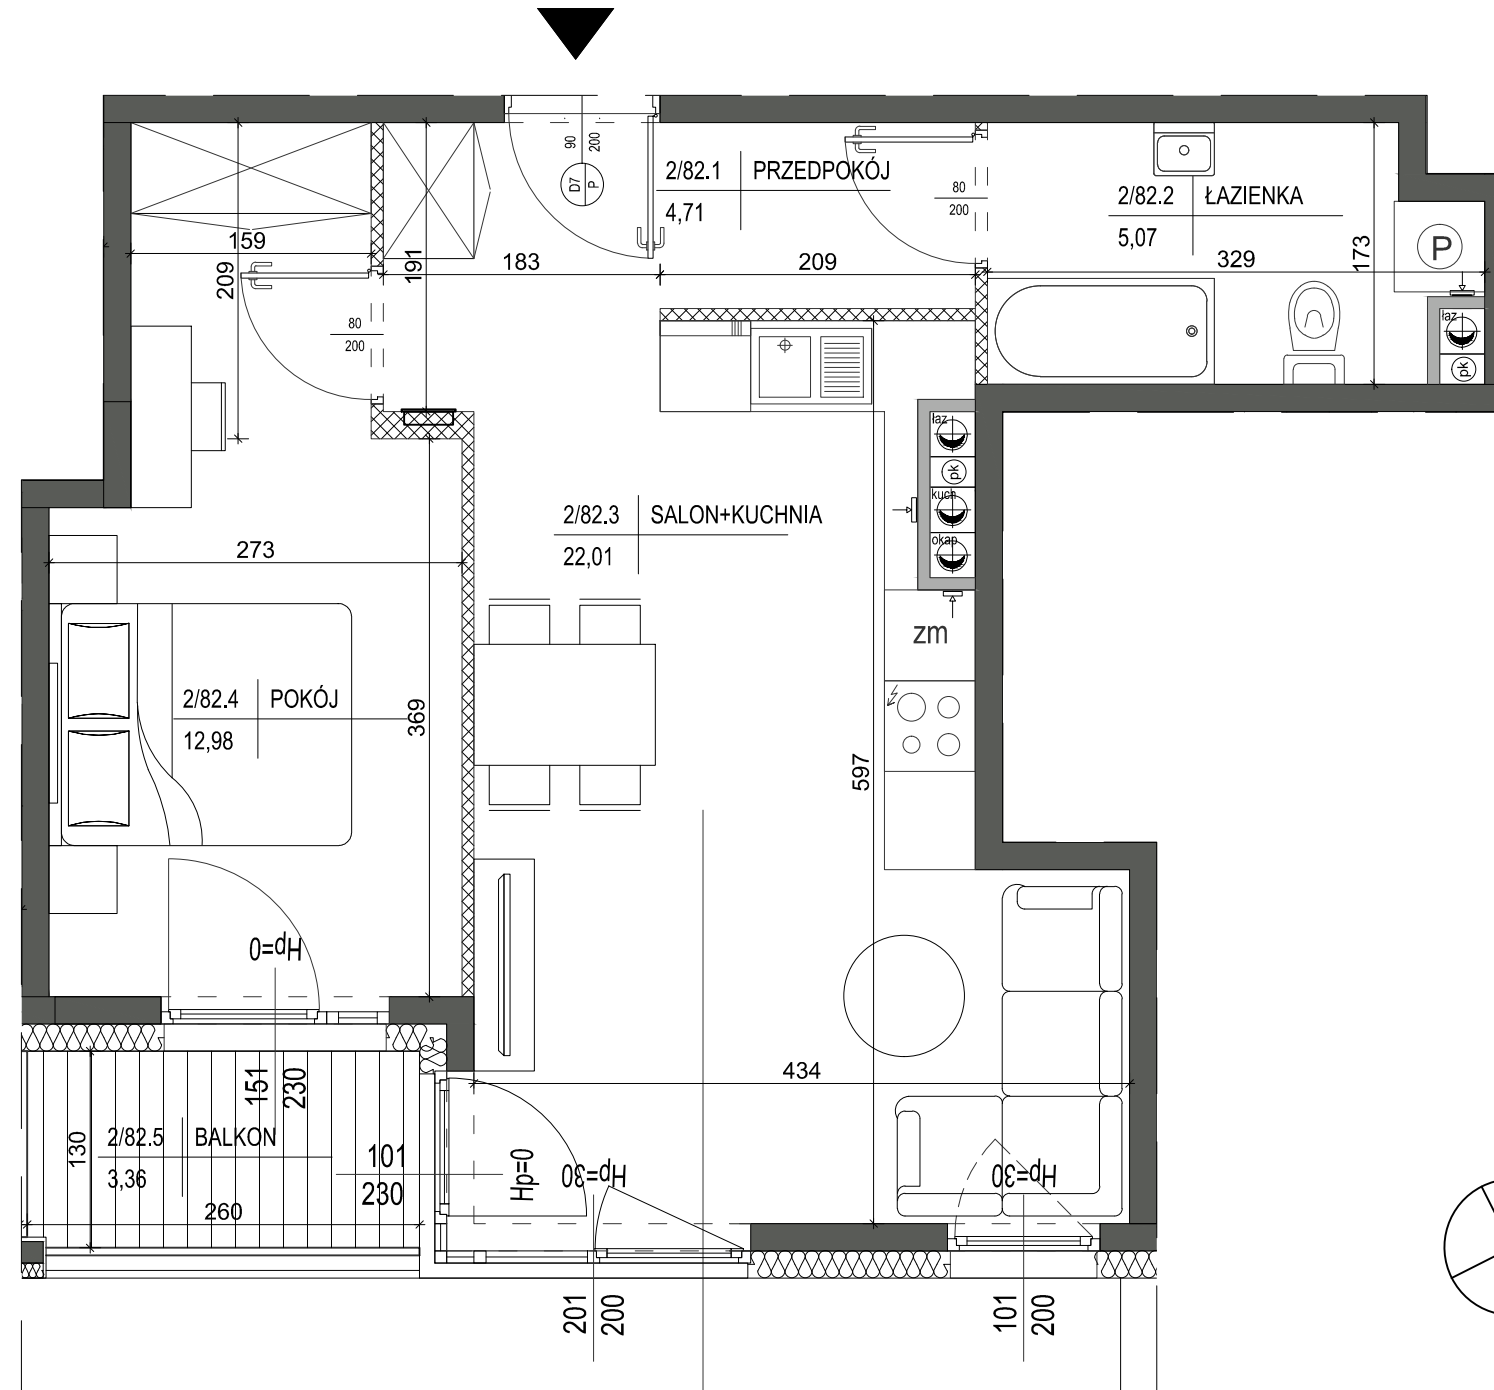 90
200
D7
P
2/82.1 PRZEDPOKÓJ
4,71
80
200
2/82.2 ŁAZIENKA
5,07
P
159
209
191
183
209
329
173
80
200
łaz
pk
łaz
pk
kuch
okap
2/82.3 SALON+KUCHNIA
22,01
273
zm
2/82.4 POKÓJ
12,98
369
597
Hp=0
434
151
230
2/82.5 BALKON
3,36
130
260
101
230
Hp=0
Hp=30
Hp=30
201
200
101
200